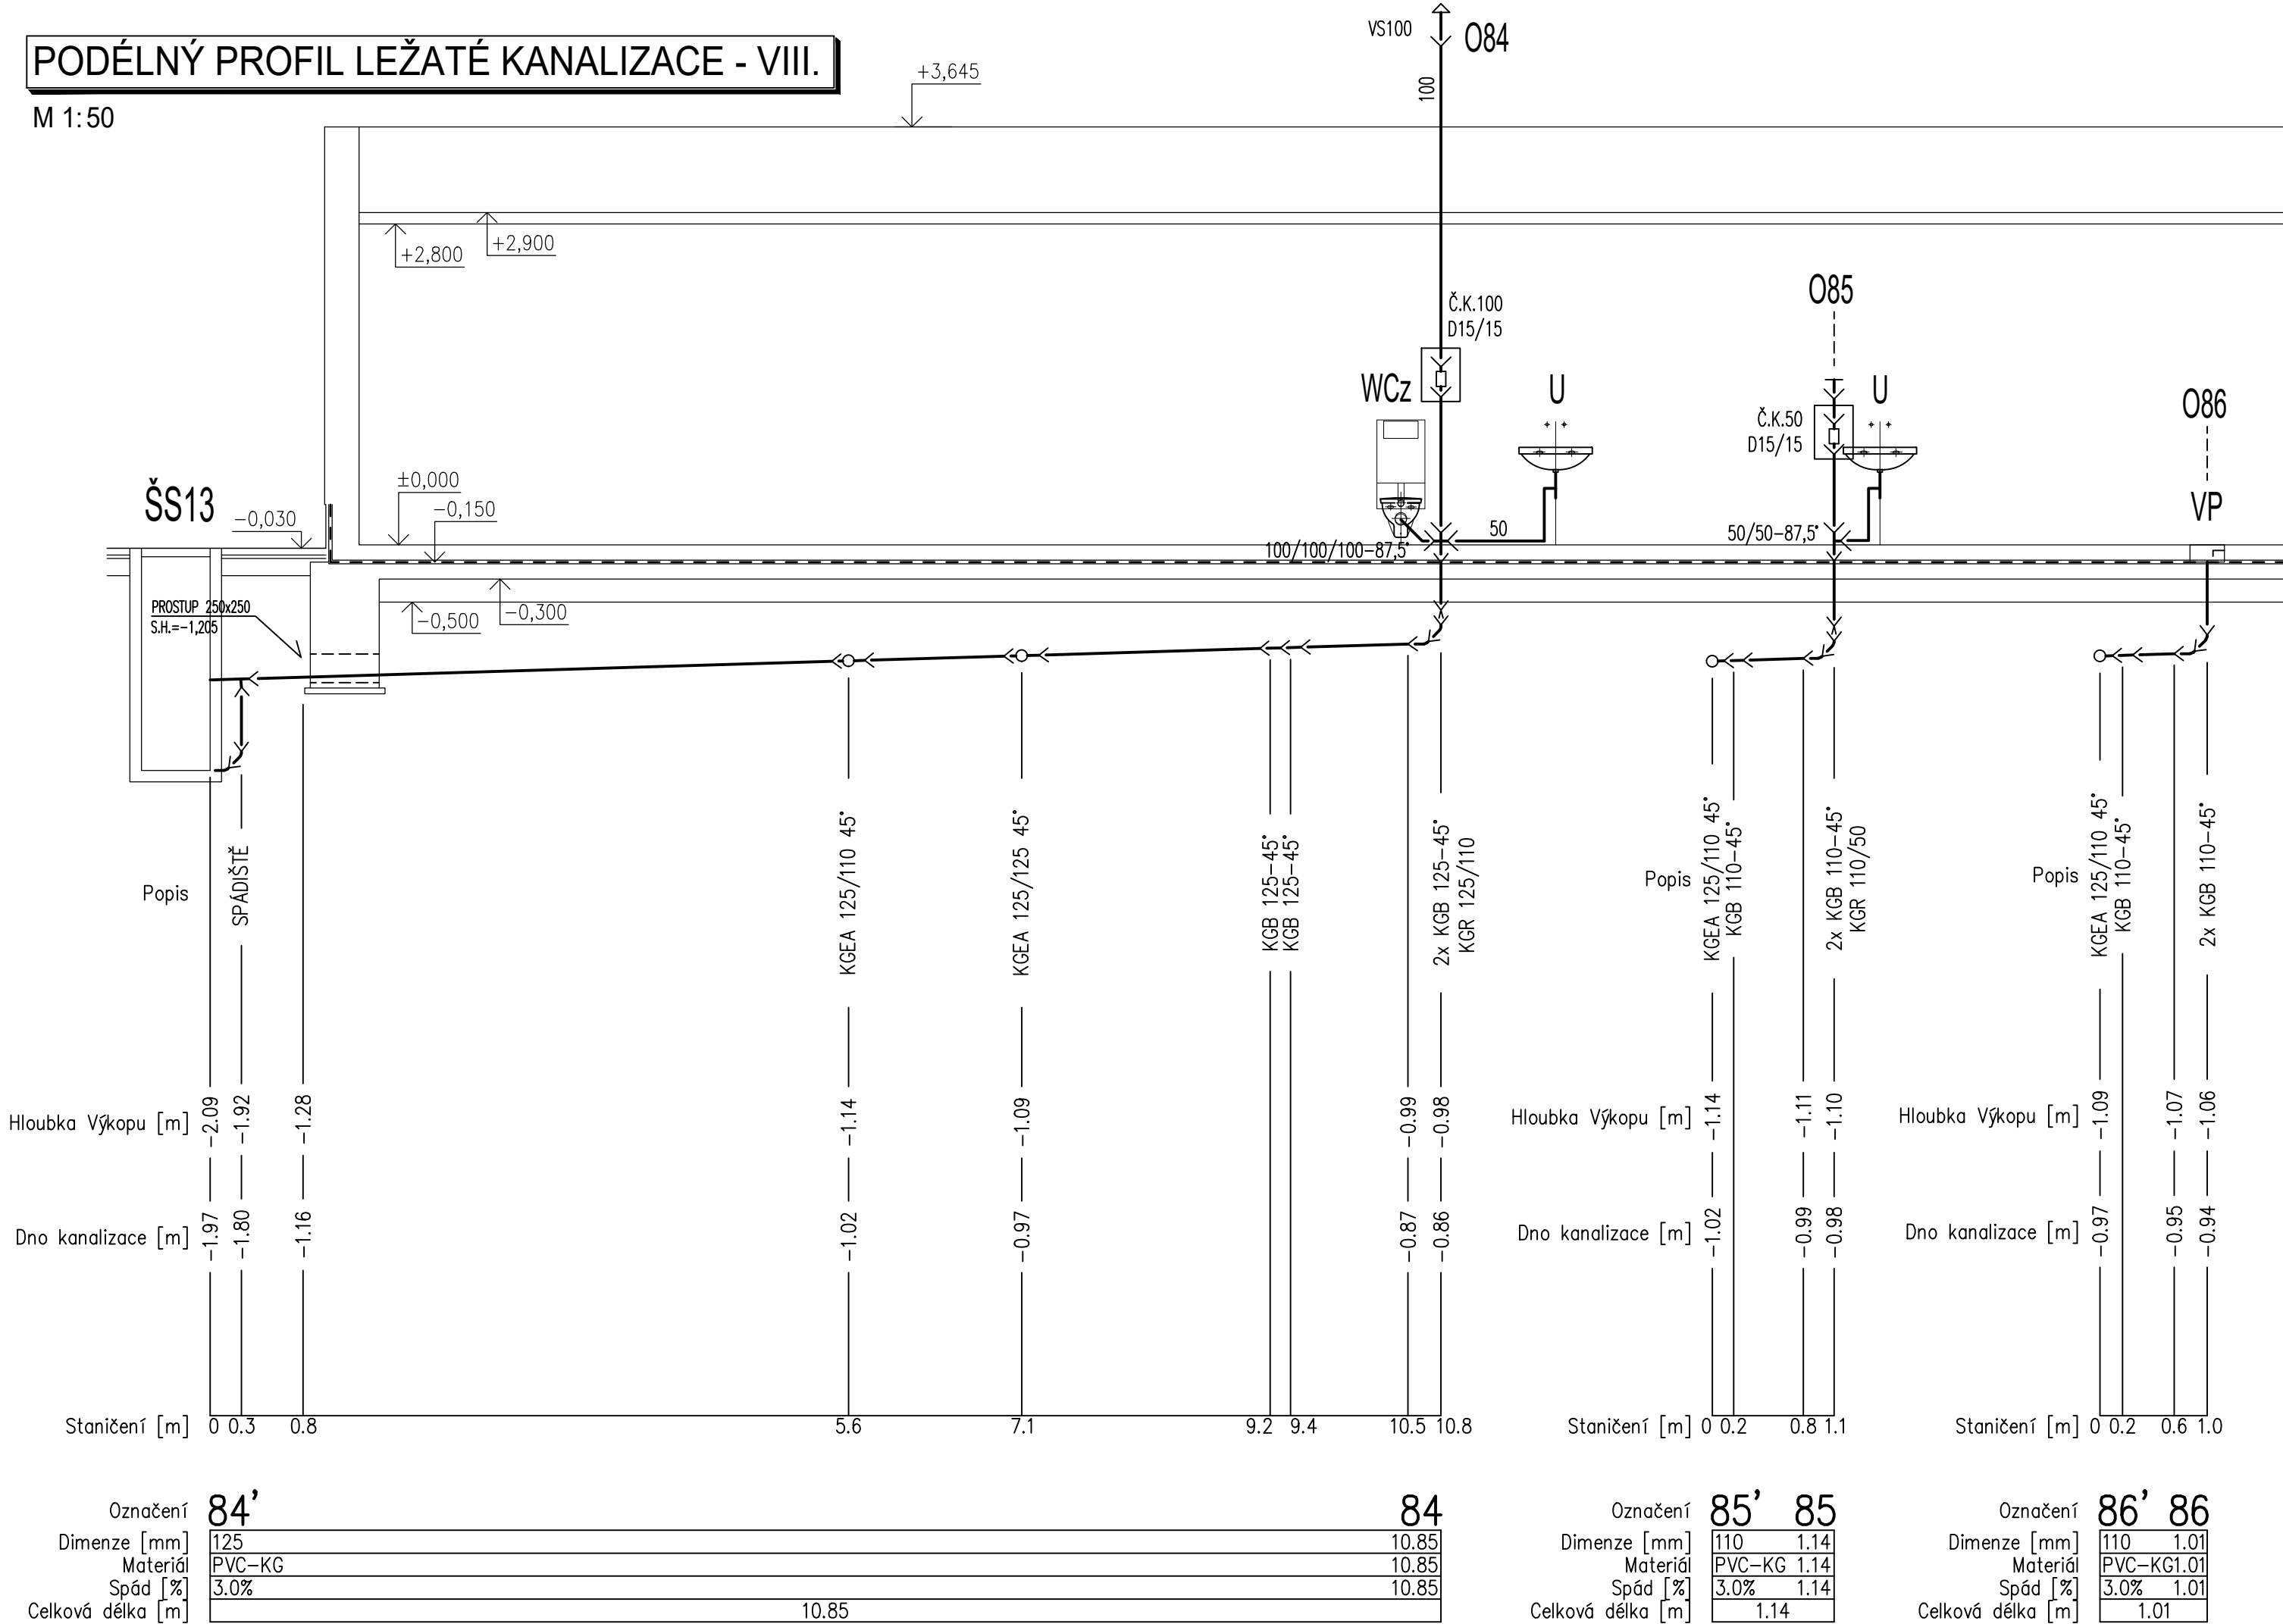 PODÉLNÝ PROFIL LEŽATÉ KANALIZACE - VIII.
M 1:50
VS100
O84
100
+3,645
+2,900
+2,800
Č.K.100
D15/15
O85
WCz
U
Č.K.50
D15/15
U
O86
ŠS13
-0,030
±0,000
-0,150
50
100/100/100-87,5°
50/50-87,5°
VP
PROSTUP 250x250
S.H.=-1,205
-0,300
-0,500
Popis
SPÁDIŠTĚ
KGEA 125/110 45°
KGEA 125/125 45°
KGB 125-45°
KGB 125-45°
2x KGB 125-45°
KGR 125/110
Popis
KGEA 125/110 45°
KGB 110-45°
2x KGB 110-45°
KGR 110/50
Popis
KGEA 125/110 45°
KGB 110-45°
2x KGB 110-45°
Hloubka Výkopu [m] -2.09 -1.92 -1.28 -1.14 -1.09 -0.99 -0.98
Hloubka Výkopu [m] -1.14 -1.11 -1.10
Hloubka Výkopu [m] -1.09 -1.07 -1.06
Dno kanalizace [m] -1.97 -1.80 -1.16 -1.02 -0.97 -0.87 -0.86
Dno kanalizace [m] -1.02 -0.99 -0.98
Dno kanalizace [m] -0.97 -0.95 -0.94
Staničení [m] 0 0.3 0.8 5.6 7.1 9.2 9.4 10.5 10.8
Staničení [m] 0 0.2 0.8 1.1
Staničení [m] 0 0.2 0.6 1.0
Označení 84' 84
Dimenze [mm] 125 10.85
Materiál PVC-KG 10.85
Spád [%] 3.0% 10.85
Celková délka [m] 10.85
Označení 85' 85
Dimenze [mm] 110 1.14
Materiál PVC-KG 1.14
Spád [%] 3.0% 1.14
Celková délka [m] 1.14
Označení 86' 86
Dimenze [mm] 110 1.01
Materiál PVC-KG 1.01
Spád [%] 3.0% 1.01
Celková délka [m] 1.01